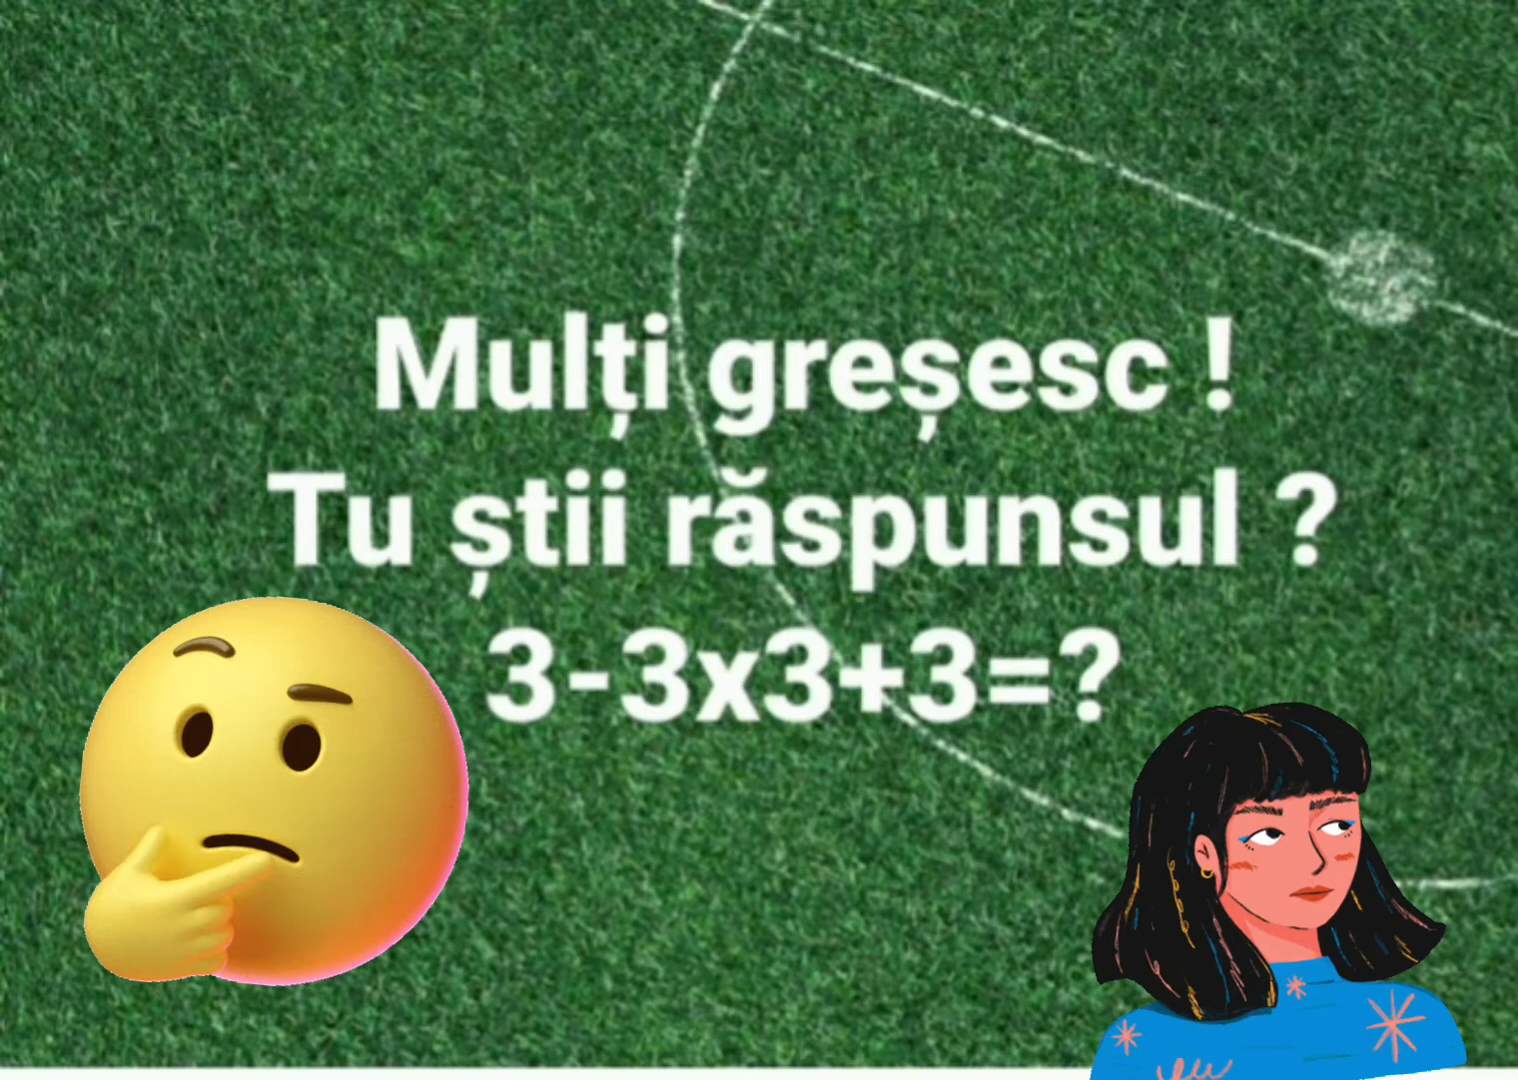 Mulți greșesc !
Tu știi răspunsul ?
3-3x3+3=?